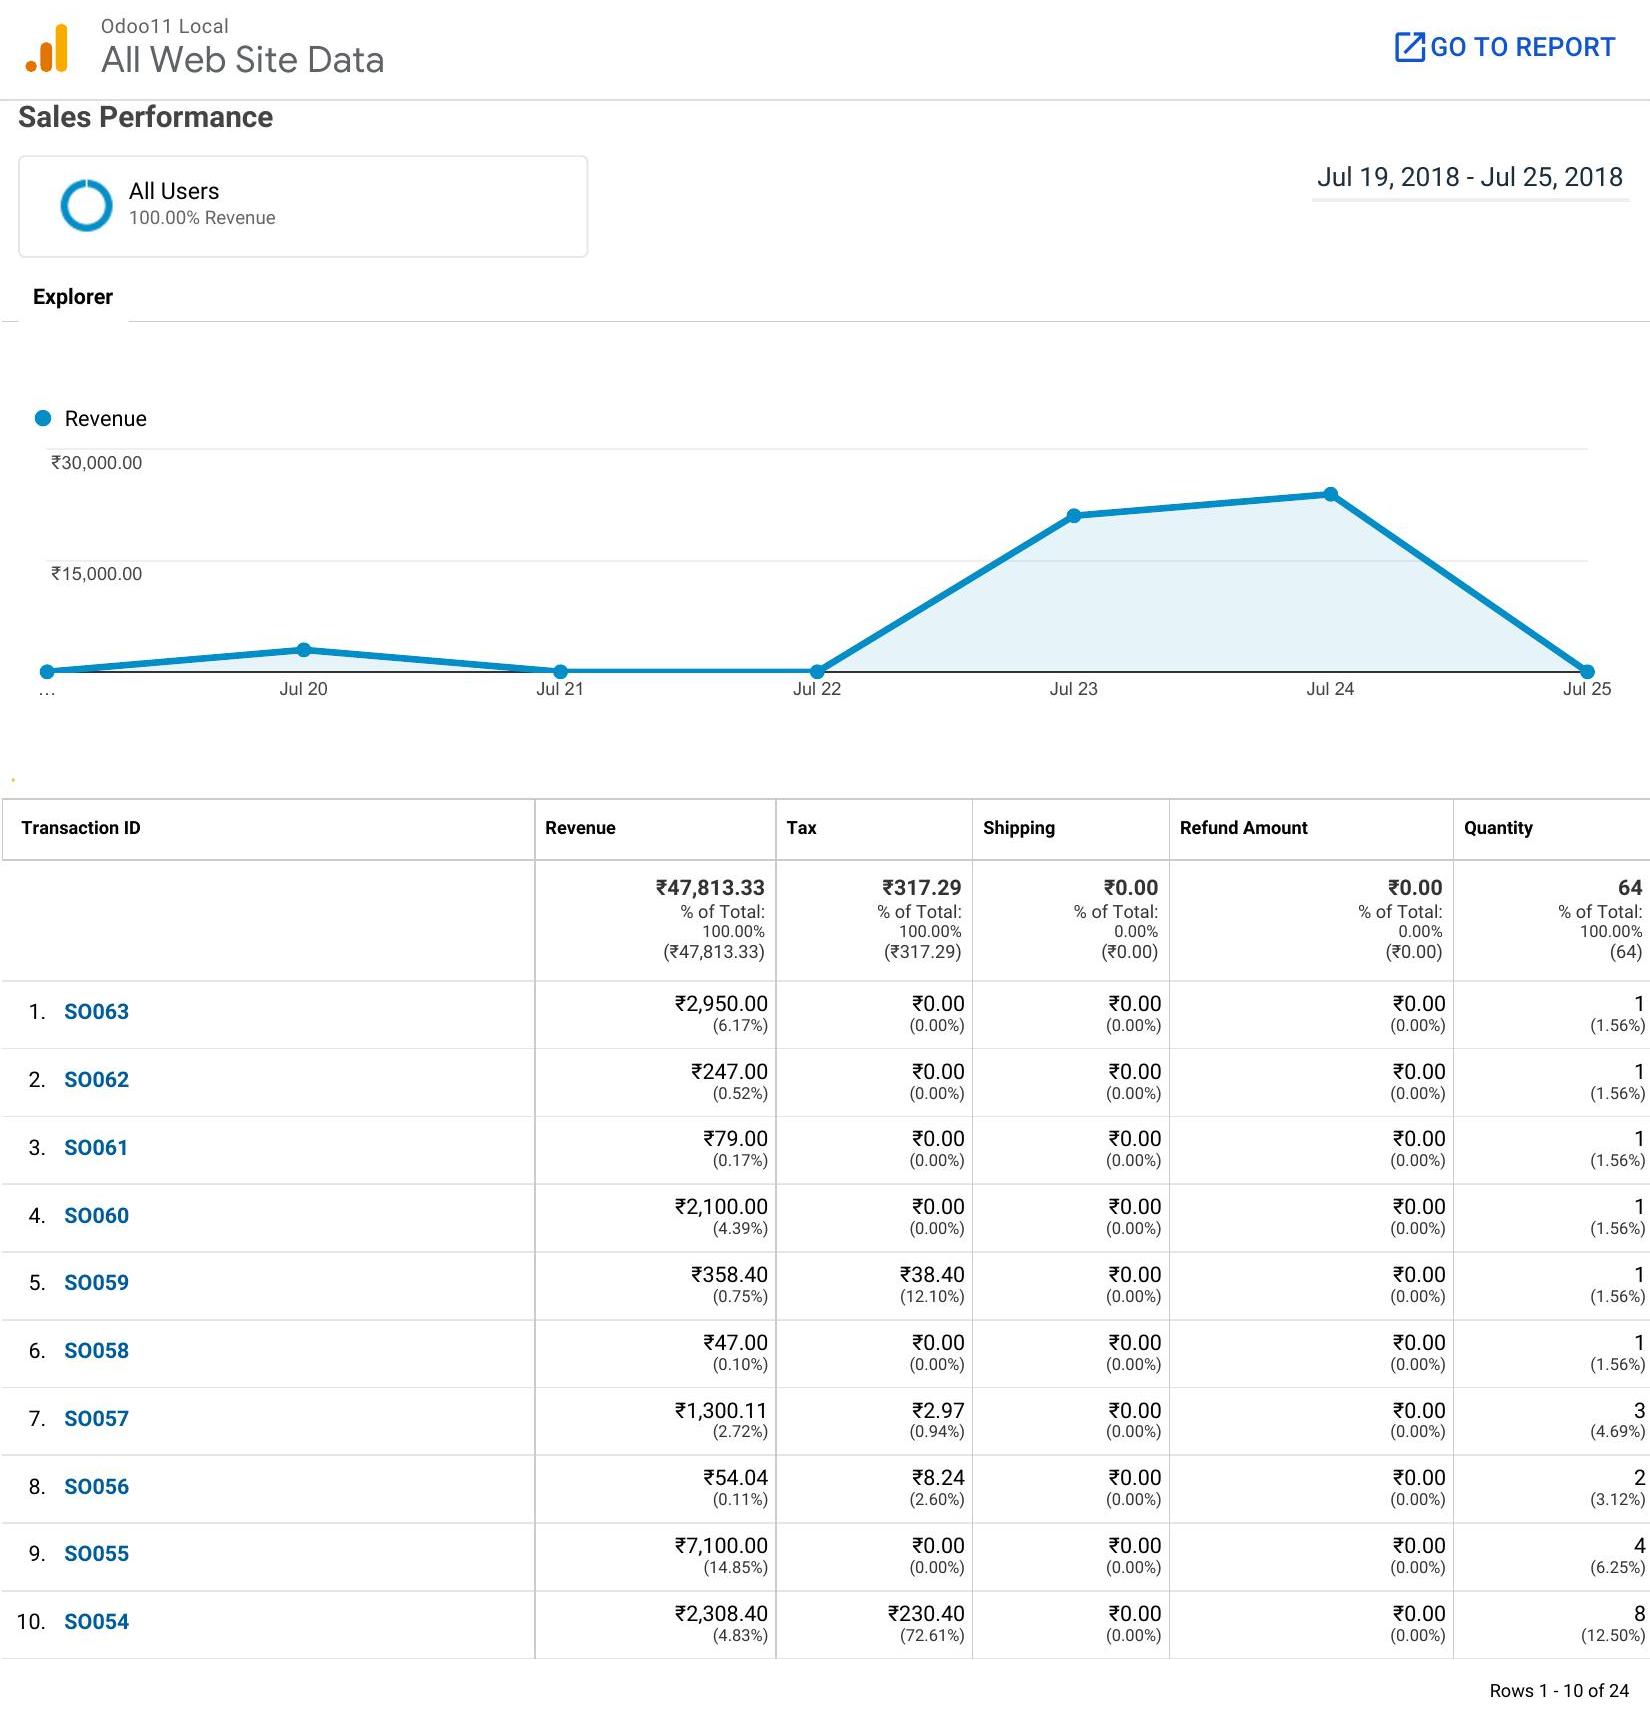 Odoo11 Local
All Web Site Data
GO TO REPORT
Sales Performance
All Users
100.00% Revenue
Jul 19, 2018 - Jul 25, 2018
Explorer
Revenue
₹30,000.00
₹15,000.00
... Jul 20 Jul 21 Jul 22 Jul 23 Jul 24 Jul 25
Transaction ID Revenue Tax Shipping Refund Amount Quantity
₹47,813.33 ₹317.29 ₹0.00 ₹0.00 64
% of Total: % of Total: % of Total: % of Total: % of Total:
100.00% 100.00% 0.00% 0.00% 100.00%
(₹47,813.33) (₹317.29) (₹0.00) (₹0.00) (64)
1. SO063 ₹2,950.00 ₹0.00 ₹0.00 ₹0.00 1
(6.17%) (0.00%) (0.00%) (0.00%) (1.56%)
2. SO062 ₹247.00 ₹0.00 ₹0.00 ₹0.00 1
(0.52%) (0.00%) (0.00%) (0.00%) (1.56%)
3. SO061 ₹79.00 ₹0.00 ₹0.00 ₹0.00 1
(0.17%) (0.00%) (0.00%) (0.00%) (1.56%)
4. SO060 ₹2,100.00 ₹0.00 ₹0.00 ₹0.00 1
(4.39%) (0.00%) (0.00%) (0.00%) (1.56%)
5. SO059 ₹358.40 ₹38.40 ₹0.00 ₹0.00 1
(0.75%) (12.10%) (0.00%) (0.00%) (1.56%)
6. SO058 ₹47.00 ₹0.00 ₹0.00 ₹0.00 1
(0.10%) (0.00%) (0.00%) (0.00%) (1.56%)
7. SO057 ₹1,300.11 ₹2.97 ₹0.00 ₹0.00 3
(2.72%) (0.94%) (0.00%) (0.00%) (4.69%)
8. SO056 ₹54.04 ₹8.24 ₹0.00 ₹0.00 2
(0.11%) (2.60%) (0.00%) (0.00%) (3.12%)
9. SO055 ₹7,100.00 ₹0.00 ₹0.00 ₹0.00 4
(14.85%) (0.00%) (0.00%) (0.00%) (6.25%)
10. SO054 ₹2,308.40 ₹230.40 ₹0.00 ₹0.00 8
(4.83%) (72.61%) (0.00%) (0.00%) (12.50%)
Rows 1 - 10 of 24